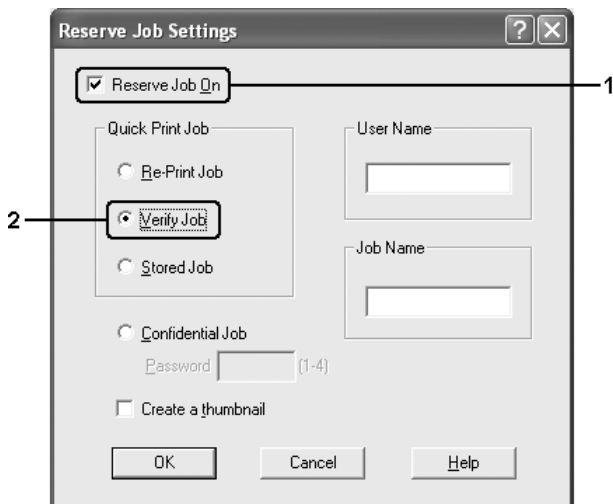 Reserve Job Settings
Reserve Job On
1
Quick Print Job
User Name
Re-Print Job
2
Verify Job
Job Name
Stored Job
Confidential Job
Password
(1-4)
Create a thumbnail
OK
Cancel
Help